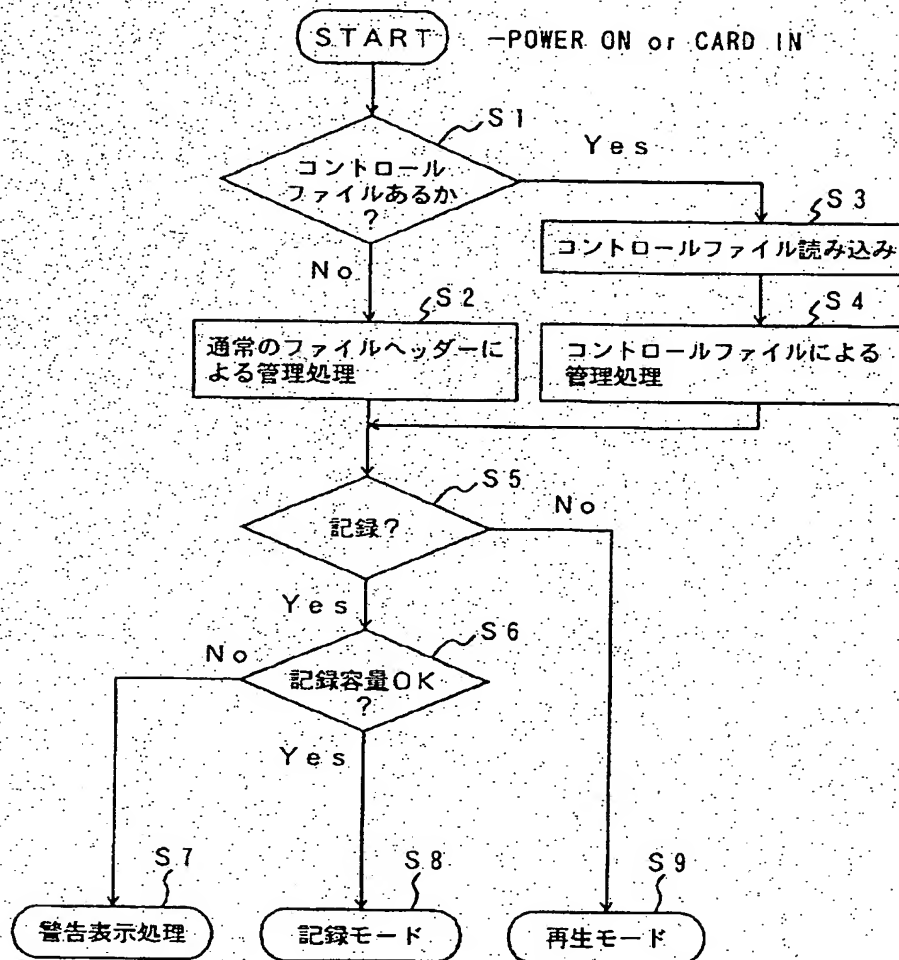 START -POWER ON or CARD IN
S1
Yes
コントロール
ファイルあるか
?
S3
コントロールファイル読み込み
No
S2
S4
通常のファイルヘッダーに
よる管理処理
コントロールファイルによる
管理処理
S5
No
記録?
Yes
S6
No
記録容量OK
?
Yes
S7
S8
S9
警告表示処理
記録モード
再生モード